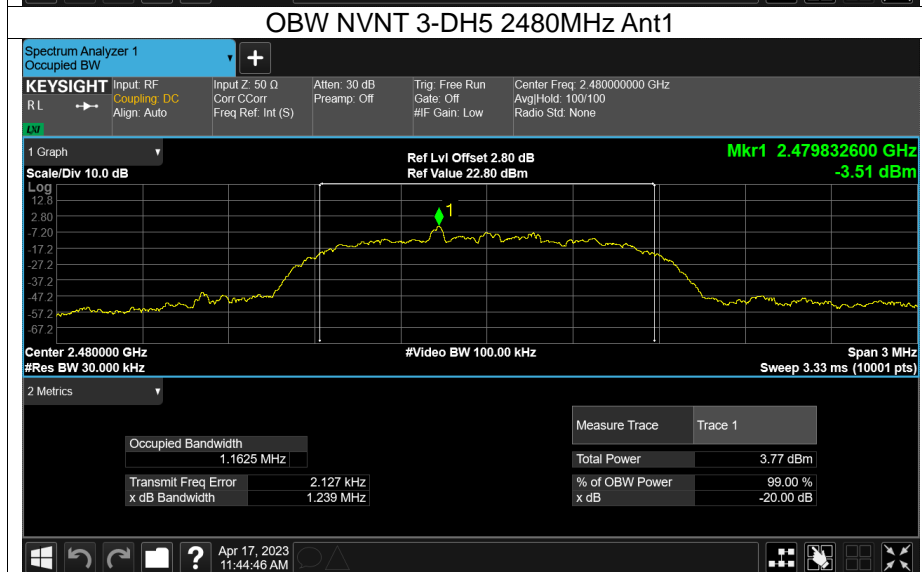 OBW NVNT 3-DH5 2480MHz Ant1
Spectrum Analyzer 1
Occupied BW
KEYSIGHT Input: RF Input Z: 50 Ω Atten: 30 dB Trig: Free Run Center Freq: 2.480000000 GHz
RL Coupling: DC Corr CCorr Preamp: Off Gate: Off Avg|Hold: 100/100
Align: Auto Freq Ref: Int (S) #IF Gain: Low Radio Std: None
LXI
1 Graph Ref Lvl Offset 2.80 dB Mkr1 2.479832600 GHz
Scale/Div 10.0 dB Ref Value 22.80 dBm -3.51 dBm
Log
12.8
1
2.80
-7.20
-17.2
-27.2
-37.2
-47.2
-57.2
-67.2
Center 2.480000 GHz #Video BW 100.00 kHz Span 3 MHz
#Res BW 30.000 kHz Sweep 3.33 ms (10001 pts)
2 Metrics
Measure Trace Trace 1
Occupied Bandwidth
1.1625 MHz Total Power 3.77 dBm
Transmit Freq Error 2.127 kHz % of OBW Power 99.00 %
x dB Bandwidth 1.239 MHz x dB -20.00 dB
? Apr 17, 2023
11:44:46 AM